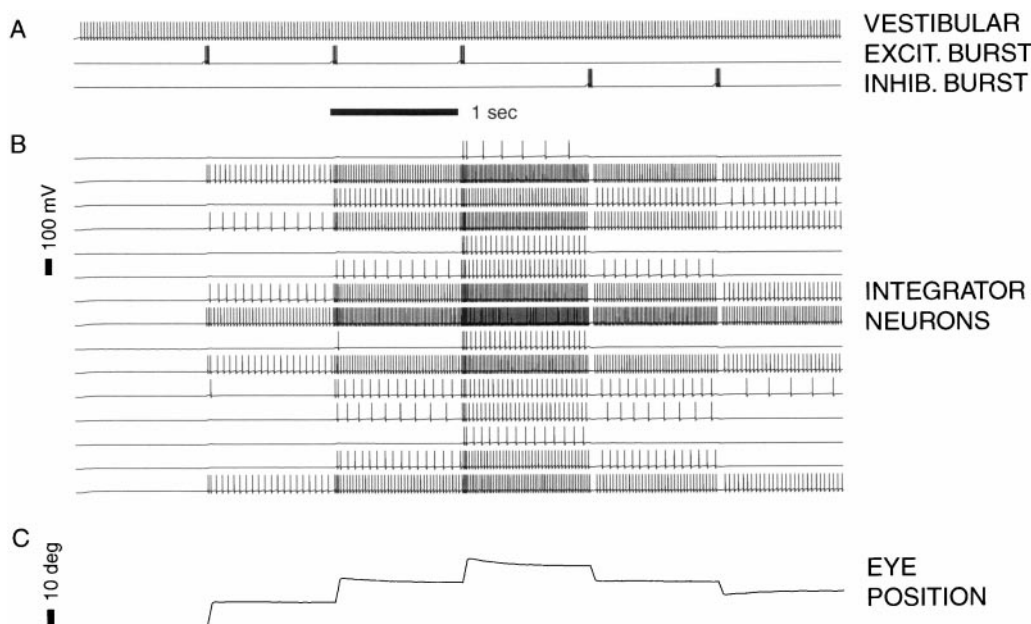 A
VESTIBULAR
EXCIT. BURST
INHIB. BURST
1 sec
B
100 mV
INTEGRATOR
NEURONS
C
10 deg
EYE
POSITION